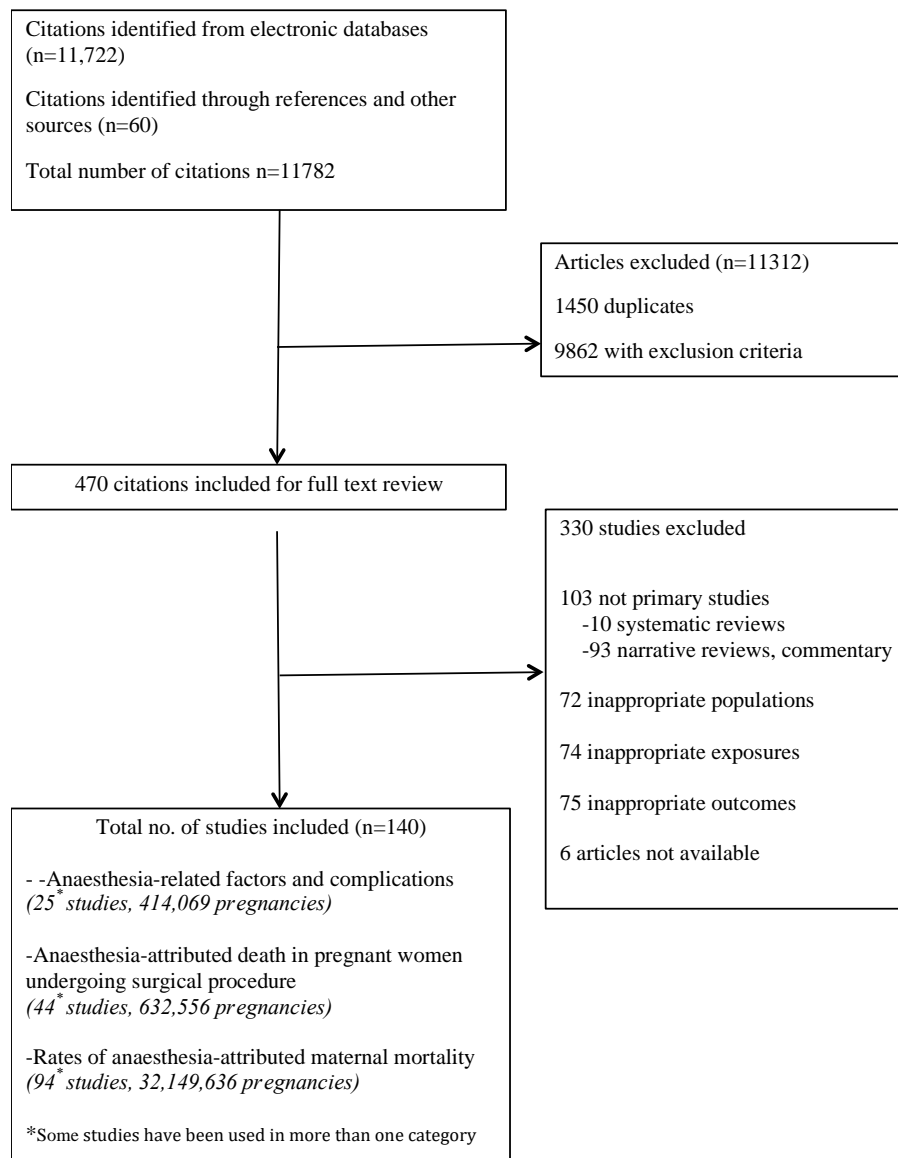 Citations identified from electronic databases
(n=11,722)
Citations identified through references and other
sources (n=60)
Total number of citations n=11782
Articles excluded (n=11312)
1450 duplicates
9862 with exclusion criteria
470 citations included for full text review
330 studies excluded
103 not primary studies
-10 systematic reviews
-93 narrative reviews, commentary
72 inappropriate populations
74 inappropriate exposures
75 inappropriate outcomes
6 articles not available
Total no. of studies included (n=140)
- -Anaesthesia-related factors and complications
(25* studies, 414,069 pregnancies)
-Anaesthesia-attributed death in pregnant women
undergoing surgical procedure
(44* studies, 632,556 pregnancies)
-Rates of anaesthesia-attributed maternal mortality
(94* studies, 32,149,636 pregnancies)
*Some studies have been used in more than one category